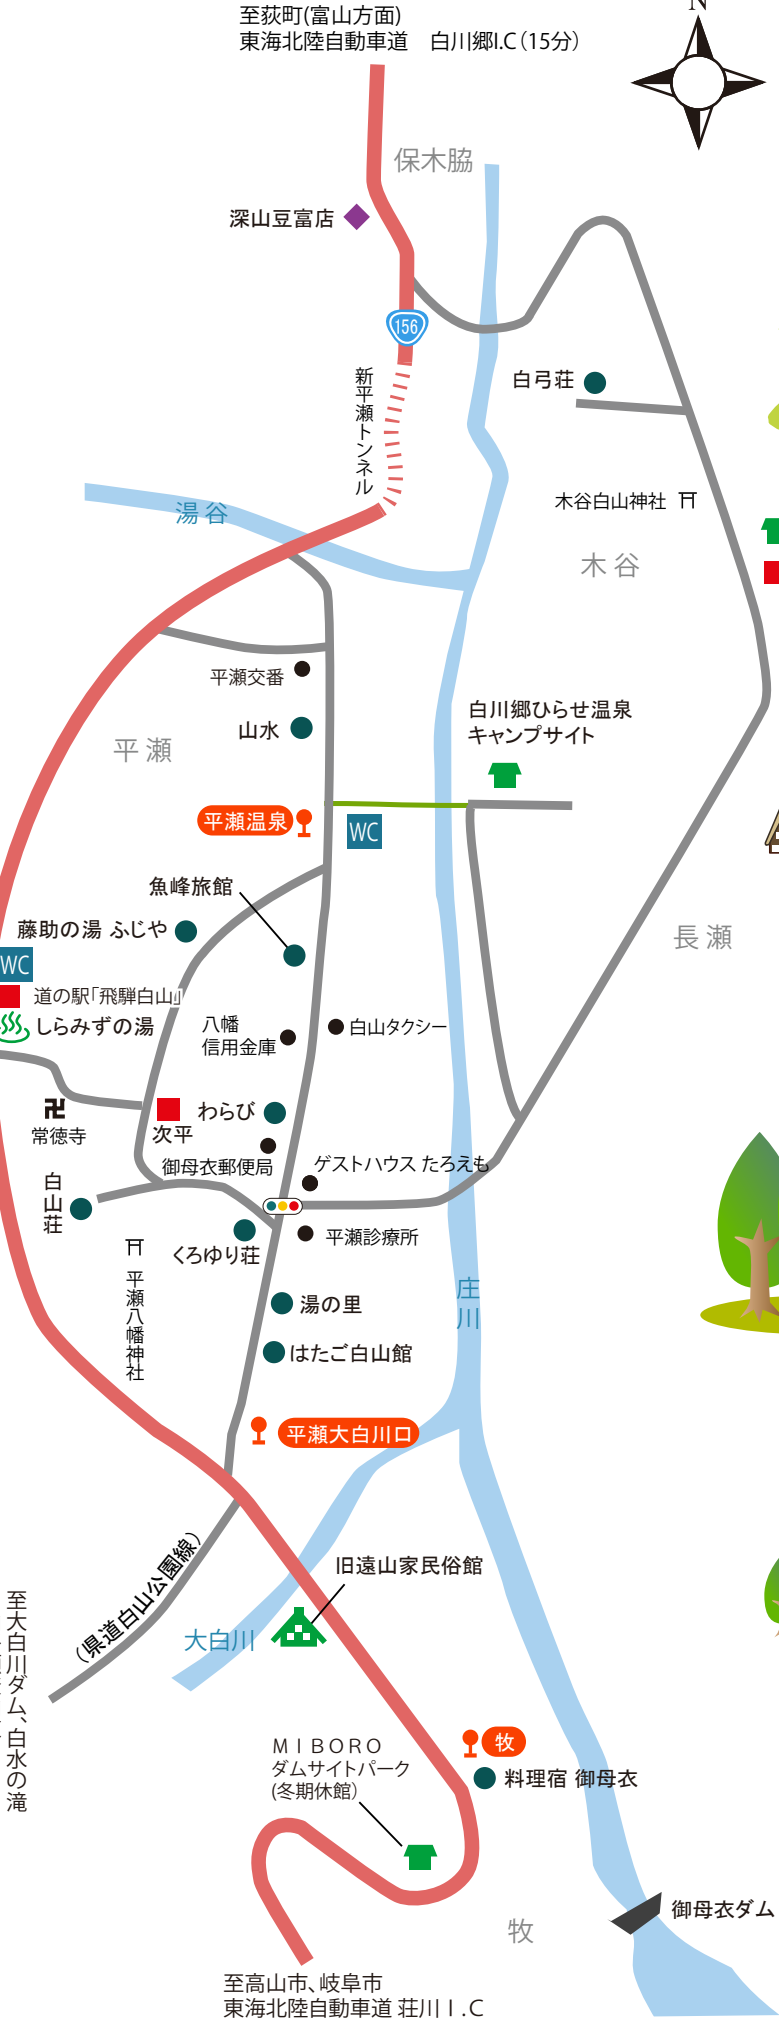 至荻町(富山方面)
東海北陸自動車道　白川郷I.C(15分)
N
保木脇
深山豆富店
156
新平瀬トンネル
白弓荘
湯谷
木谷白山神社
木谷
平瀬交番
山水
平瀬
白川郷ひらせ温泉
キャンプサイト
平瀬温泉
WC
魚峰旅館
藤助の湯 ふじや
長瀬
WC
道の駅「飛騨白山」
しらみずの湯
八幡
信用金庫
白山タクシー
わらび
常徳寺
次平
御母衣郵便局
ゲストハウス たろえも
白山荘
平瀬診療所
くろゆり荘
平瀬八幡神社
湯の里
庄川
はたご白山館
平瀬大白川口
(県道白山公園線)
旧遠山家民俗館
至大白川ダム、白水の滝
大白川
MIBORO
ダムサイトパーク
(冬期休館)
牧
料理宿 御母衣
御母衣ダム
牧
至高山市、岐阜市
東海北陸自動車道 荘川I.C